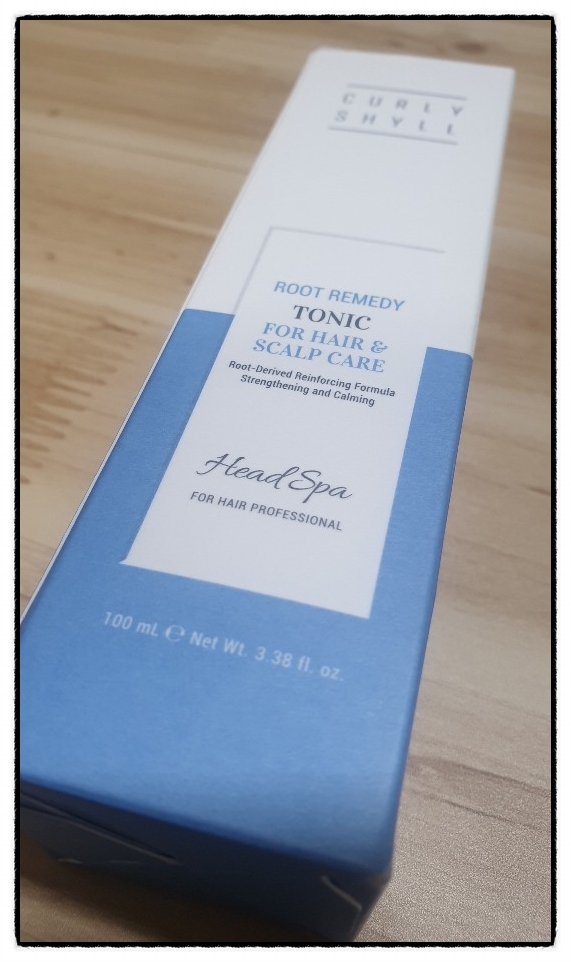 CURLY
SHYLL
ROOT REMEDY
TONIC
FOR HAIR &
SCALP CARE
Root-Derived Reinforcing Formula
Strengthening and Calming
Head Spa
FOR HAIR PROFESSIONAL
100 mL ℮ Net Wt. 3.38 fl. oz.